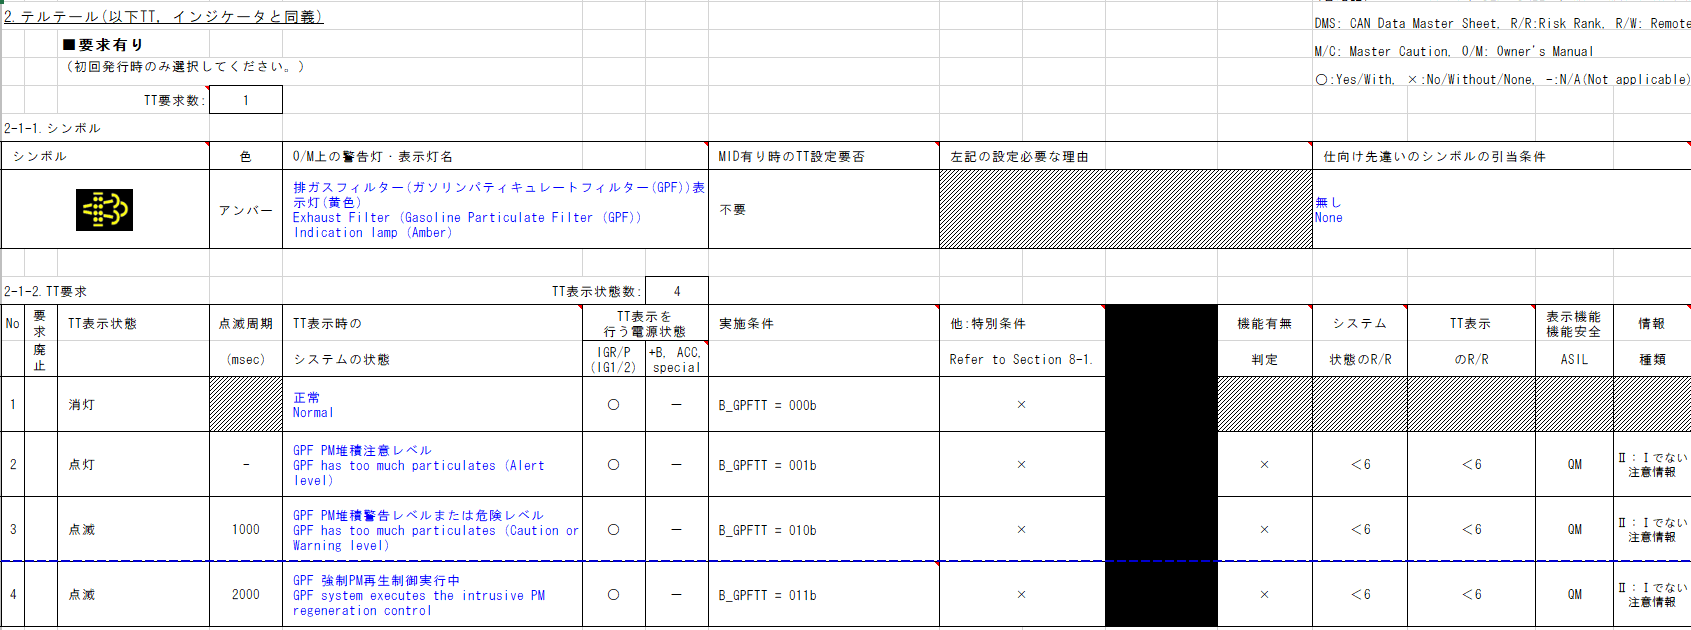 2.テルテール(以下TT, インジケータと同義)
DMS: CAN Data Master Sheet, R/R:Risk Rank, R/W: Remote
■要求有り
M/C: Master Caution, O/M: Owner's Manual
(初回発行時のみ選択してください。)
○:Yes/With, ×:No/Without/None, -:N/A(Not applicable)
TT要求数: 1
2-1-1.シンボル
シンボル 色 O/M上の警告灯・表示灯名 MID有り時のTT設定要否 左記の設定必要な理由 仕向け先違いのシンボルの引当条件
アンバー
排ガスフィルター(ガソリンパティキュレートフィルター(GPF))表
示灯(黄色)
Exhaust Filter (Gasoline Particulate Filter (GPF))
Indication lamp (Amber)
不要
無し
None
2-1-2.TT要求 TT表示状態数: 4
No
要求廃止
TT表示状態
点滅周期
(msec)
TT表示時の
システムの状態
TT表示を
行う電源状態
IGR/P
(IG1/2)
+B, ACC,
special
実施条件
他:特別条件
Refer to Section 8-1.
機能有無
判定
システム
状態のR/R
TT表示
のR/R
表示機能
機能安全
ASIL
情報
種類
1 消灯
正常
Normal
○ — B_GPFTT = 000b ×
2 点灯 -
GPF PM堆積注意レベル
GPF has too much particulates (Alert
level)
○ — B_GPFTT = 001b × × <6 <6 QM
Ⅱ:Ⅰでない
注意情報
3 点滅 1000
GPF PM堆積警告レベルまたは危険レベル
GPF has too much particulates (Caution or
Warning level)
○ — B_GPFTT = 010b × × <6 <6 QM
Ⅱ:Ⅰでない
注意情報
4 点滅 2000
GPF 強制PM再生制御実行中
GPF system executes the intrusive PM
regeneration control
○ — B_GPFTT = 011b × × <6 <6 QM
Ⅱ:Ⅰでない
注意情報